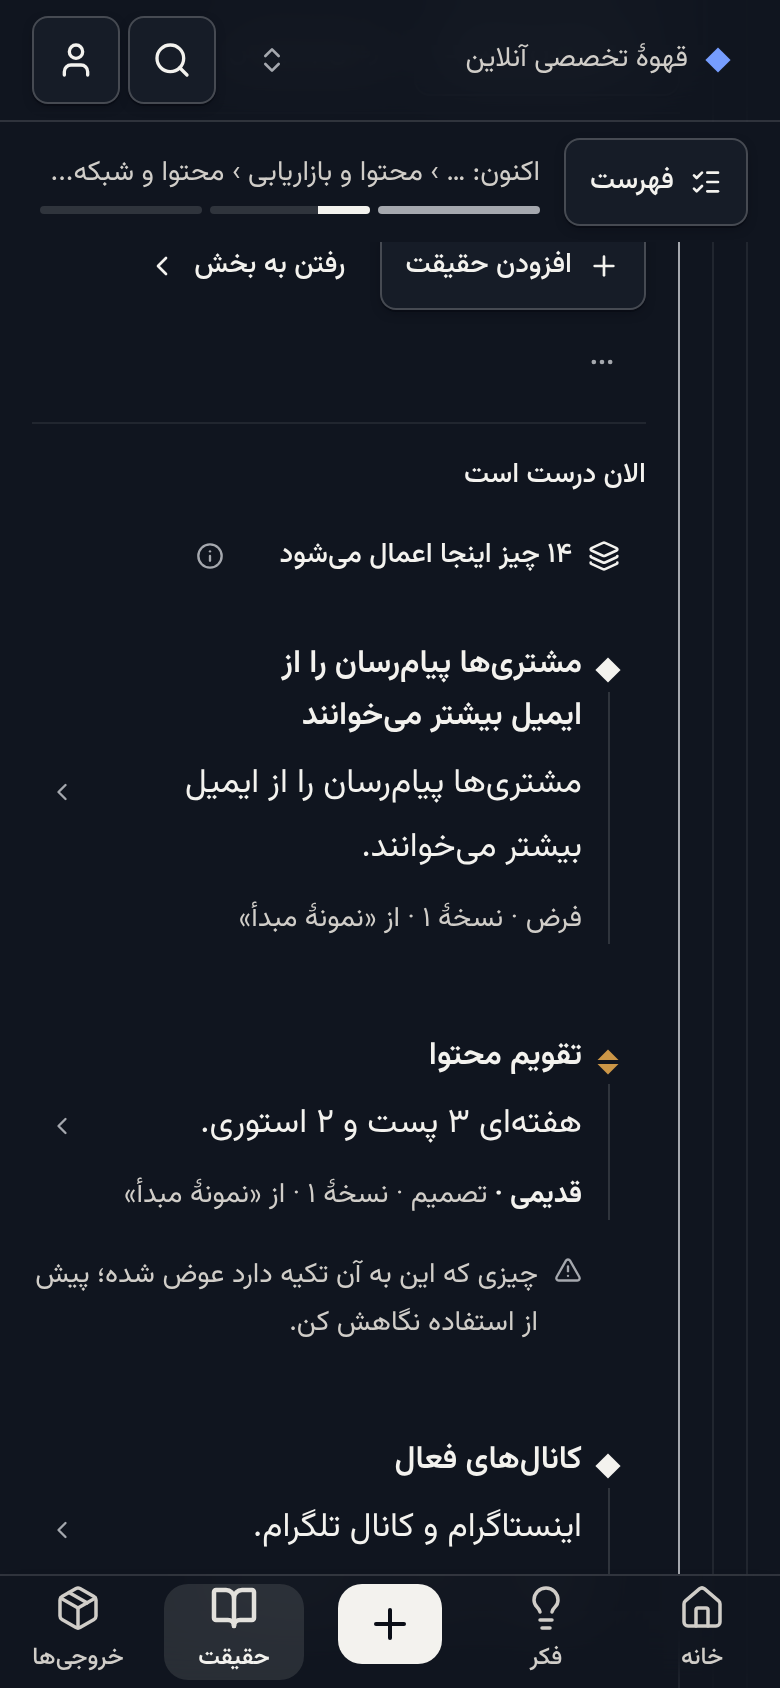 قهوهٔ تخصصی آنلاین
فهرست
اکنون: … › محتوا و بازاریابی › محتوا و شبکه…
افزودن حقیقت
رفتن به بخش
…
الان درست است
۱۴ چیز اینجا اعمال می‌شود
مشتری‌ها پیام‌رسان را از
ایمیل بیشتر می‌خوانند
مشتری‌ها پیام‌رسان را از ایمیل
بیشتر می‌خوانند.
فرض · نسخهٔ ۱ · از «نمونهٔ مبدأ»
تقویم محتوا
هفته‌ای ۳ پست و ۲ استوری.
قدیمی · تصمیم · نسخهٔ ۱ · از «نمونهٔ مبدأ»
چیزی که این به آن تکیه دارد عوض شده؛ پیش
از استفاده نگاهش کن.
کانال‌های فعال
اینستاگرام و کانال تلگرام.
خانه
فکر
حقیقت
خروجی‌ها